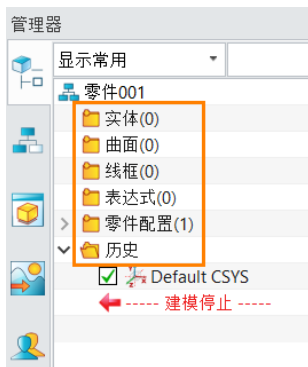 管理器
显示常用
零件001
实体(0)
曲面(0)
线框(0)
表达式(0)
零件配置(1)
历史
Default CSYS
----- 建模停止 -----